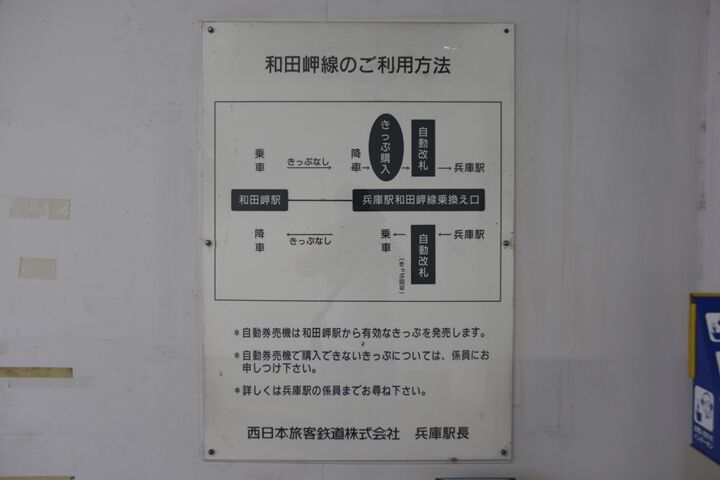 和田岬線のご利用方法
乗車
きっぷなし
降車
きっぷ購入
自動改札
兵庫駅
和田岬駅
兵庫駅和田岬線乗換え口
降車
きっぷなし
乗車
(きっぷ回収)
自動改札
兵庫駅
*自動券売機は和田岬駅から有効なきっぷを発売します。
*自動券売機で購入できないきっぷについては、係員にお
申しつけ下さい。
*詳しくは兵庫駅の係員までお尋ね下さい。
西日本旅客鉄道株式会社 兵庫駅長